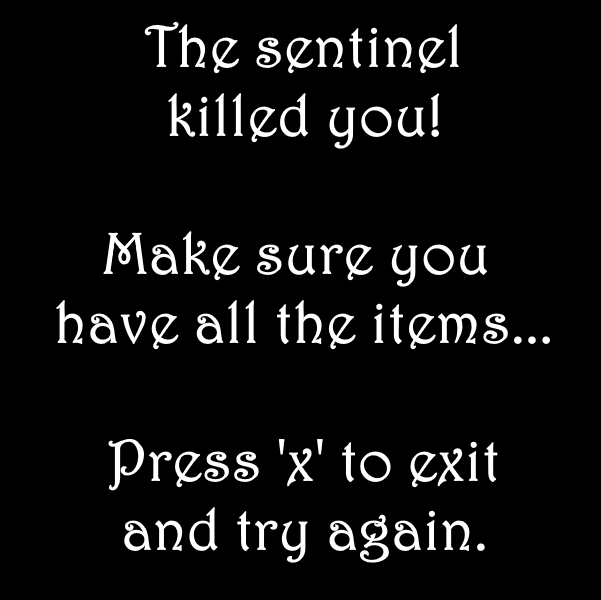 The sentinel
killed you!
Make sure you
have all the items...
Press 'x' to exit
and try again.